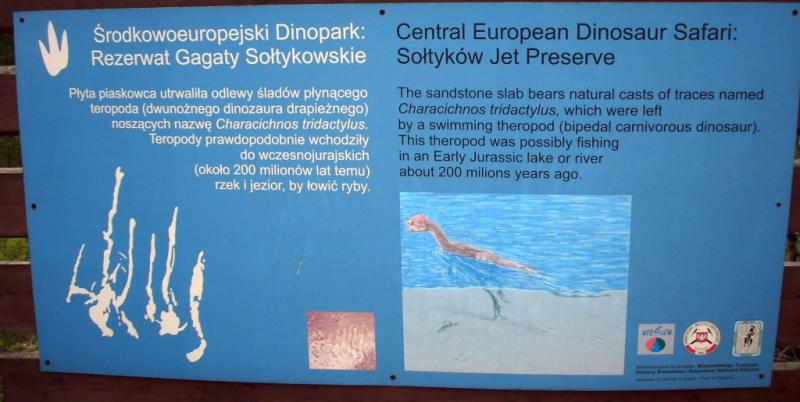 Środkowoeuropejski Dinopark:
Rezerwat Gagaty Sołtykowskie
Płyta piaskowca utrwaliła odlewy śladów płynącego
teropoda (dwunożnego dinozaura drapieżnego)
noszących nazwę Characichnos tridactylus.
Teropody prawdopodobnie wchodziły
do wczesnojurajskich
(około 200 milionów lat temu)
rzek i jezior, by łowić ryby.
Central European Dinosaur Safari:
Sołtyków Jet Preserve
The sandstone slab bears natural casts of traces named
Characichnos tridactylus, which were left
by a swimming theropod (bipedal carnivorous dinosaur).
This theropod was possibly fishing
in an Early Jurassic lake or river
about 200 milions years ago.